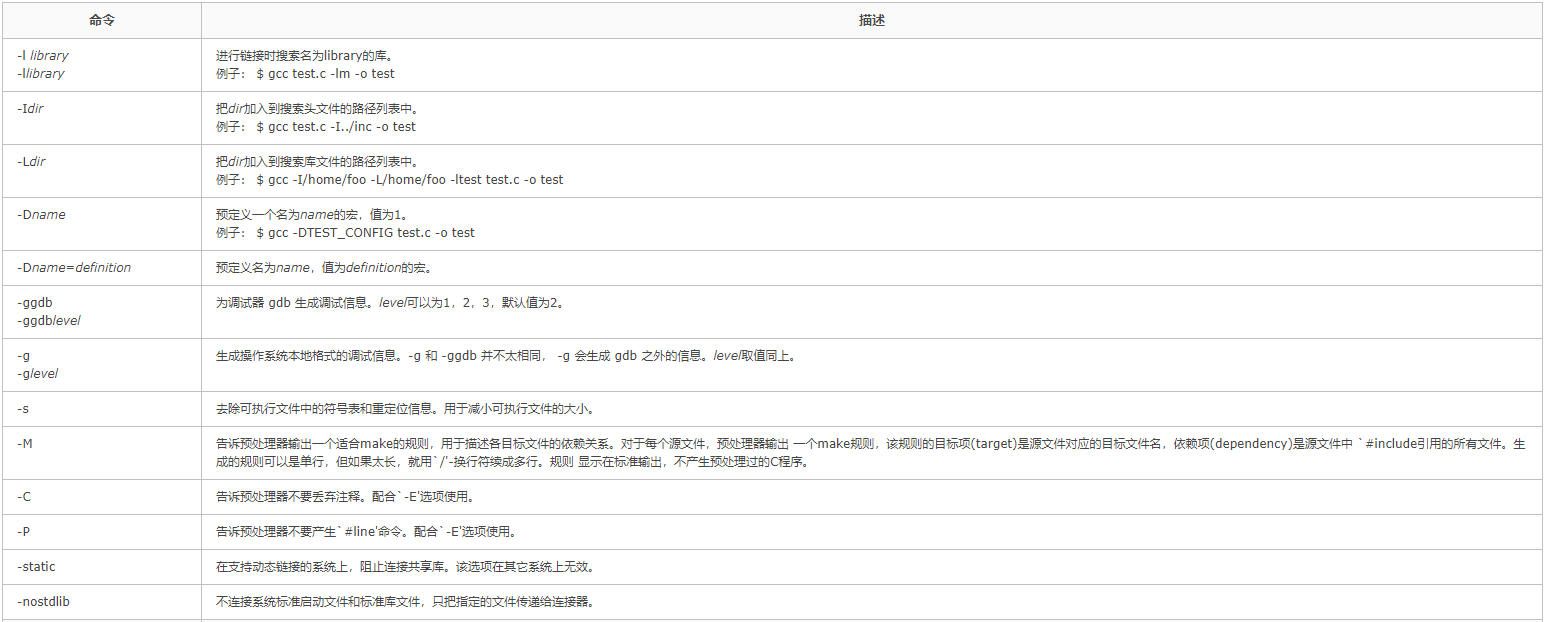 命令
描述
-l library
-llibrary
进行链接时搜索名为library的库。
例子： $ gcc test.c -lm -o test
-Idir
把dir加入到搜索头文件的路径列表中。
例子： $ gcc test.c -I../inc -o test
-Ldir
把dir加入到搜索库文件的路径列表中。
例子： $ gcc -I/home/foo -L/home/foo -ltest test.c -o test
-Dname
预定义一个名为name的宏，值为1。
例子： $ gcc -DTEST_CONFIG test.c -o test
-Dname=definition
预定义名为name，值为definition的宏。
-ggdb
-ggdblevel
为调试器 gdb 生成调试信息。level可以为1，2，3，默认值为2。
-g
-glevel
生成操作系统本地格式的调试信息。-g 和 -ggdb 并不太相同， -g 会生成 gdb 之外的信息。level取值同上。
-s
去除可执行文件中的符号表和重定位信息。用于减小可执行文件的大小。
-M
告诉预处理器输出一个适合make的规则，用于描述各目标文件的依赖关系。对于每个源文件，预处理器输出 一个make规则，该规则的目标项(target)是源文件对应的目标文件名，依赖项(dependency)是源文件中 `#include引用的所有文件。生
成的规则可以是单行，但如果太长，就用`/'-换行符续成多行。规则 显示在标准输出，不产生预处理过的C程序。
-C
告诉预处理器不要丢弃注释。配合`-E'选项使用。
-P
告诉预处理器不要产生`#line'命令。配合`-E'选项使用。
-static
在支持动态链接的系统上，阻止连接共享库。该选项在其它系统上无效。
-nostdlib
不连接系统标准启动文件和标准库文件，只把指定的文件传递给连接器。